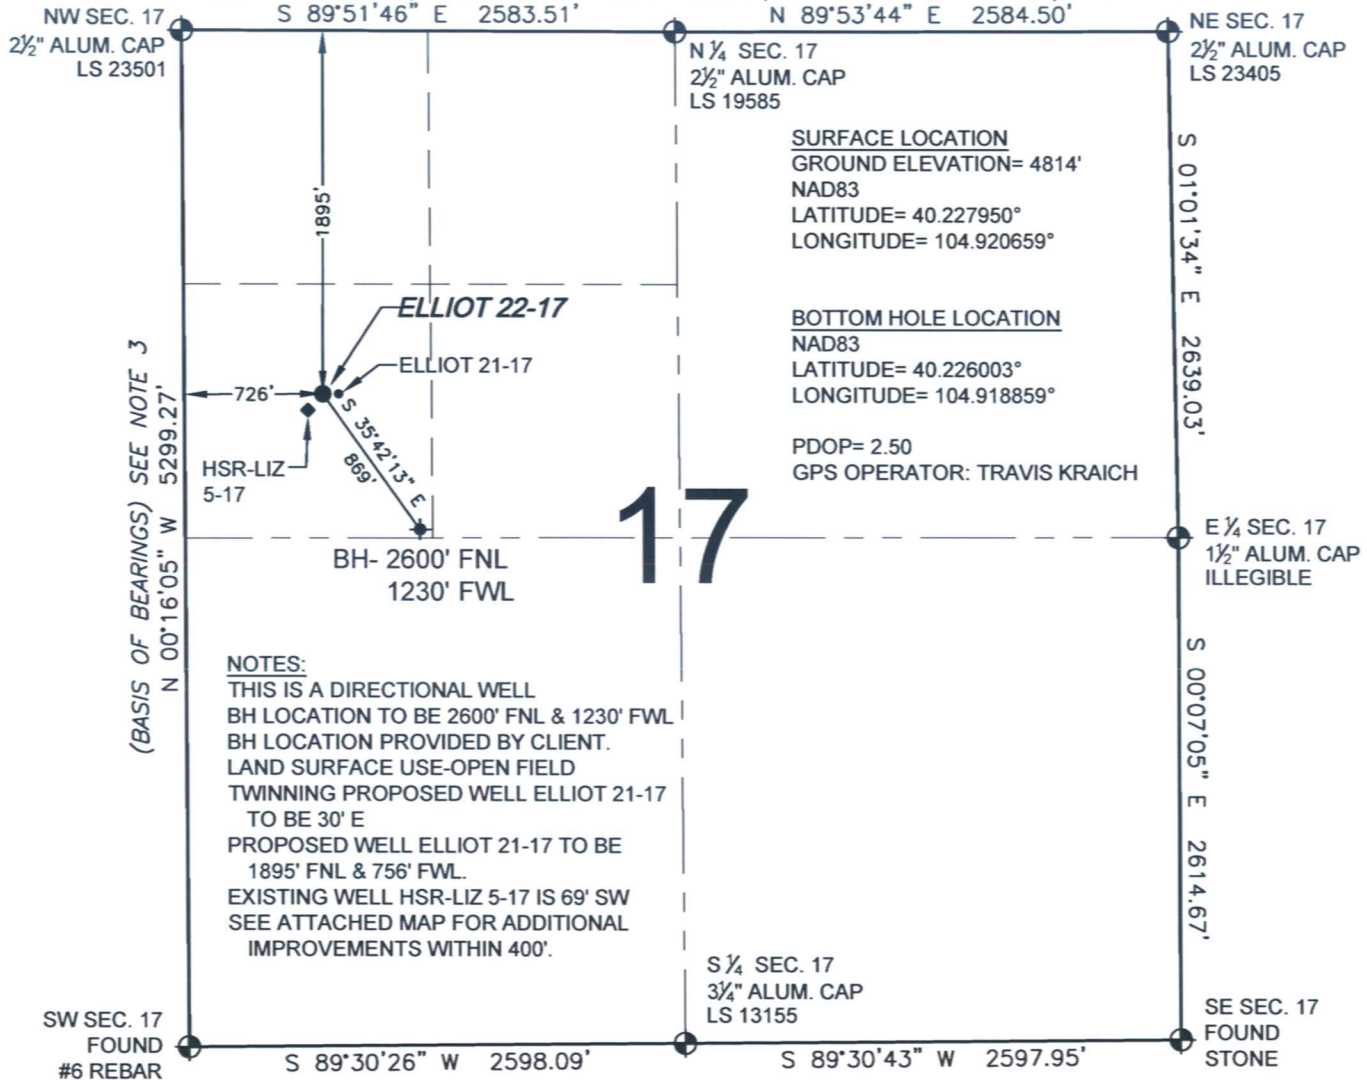 S 89°51'46" E 2583.51'
N 89°53'44" E 2584.50'
NW SEC. 17
2½" ALUM. CAP
LS 23501
N ¼ SEC. 17
2½" ALUM. CAP
LS 19585
NE SEC. 17
2½" ALUM. CAP
LS 23405
SURFACE LOCATION
GROUND ELEVATION= 4814'
NAD83
LATITUDE= 40.227950°
LONGITUDE= 104.920659°
1895'
S 01°01'34" E 2639.03'
ELLIOT 22-17
ELLIOT 21-17
BOTTOM HOLE LOCATION
NAD83
LATITUDE= 40.226003°
LONGITUDE= 104.918859°
PDOP= 2.50
GPS OPERATOR: TRAVIS KRAICH
726'
S 35°42'13" E
869'
HSR-LIZ
5-17
(BASIS OF BEARINGS) SEE NOTE 3
N 00°16'05" W 5299.27'
17
E ¼ SEC. 17
1½" ALUM. CAP
ILLEGIBLE
BH- 2600' FNL
1230' FWL
S 00°07'05" E 2614.67'
NOTES:
THIS IS A DIRECTIONAL WELL
BH LOCATION TO BE 2600' FNL & 1230' FWL
BH LOCATION PROVIDED BY CLIENT.
LAND SURFACE USE-OPEN FIELD
TWINNING PROPOSED WELL ELLIOT 21-17
TO BE 30' E
PROPOSED WELL ELLIOT 21-17 TO BE
1895' FNL & 756' FWL.
EXISTING WELL HSR-LIZ 5-17 IS 69' SW
SEE ATTACHED MAP FOR ADDITIONAL
IMPROVEMENTS WITHIN 400'.
S ¼ SEC. 17
3¼" ALUM. CAP
LS 13155
SW SEC. 17
FOUND
#6 REBAR
S 89°30'26" W 2598.09'
S 89°30'43" W 2597.95'
SE SEC. 17
FOUND
STONE